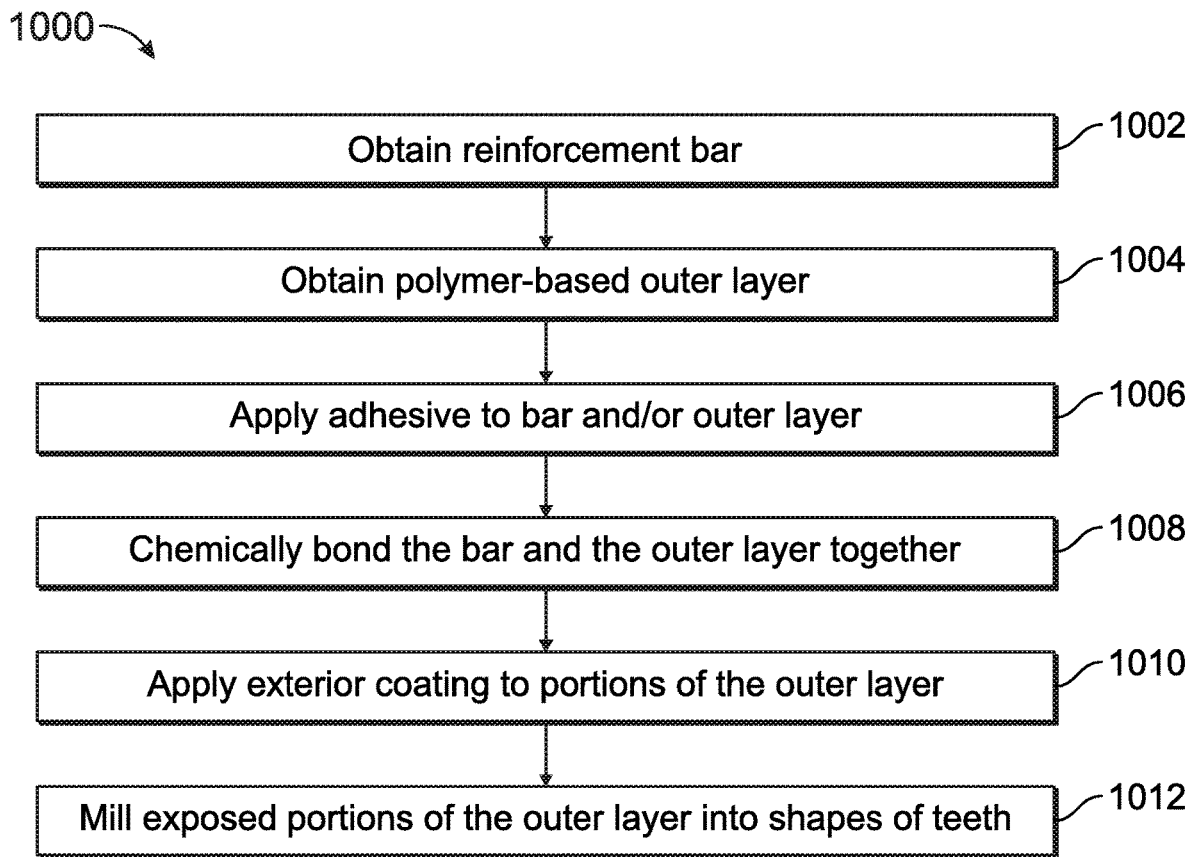 1000
Obtain reinforcement bar
1002
Obtain polymer-based outer layer
1004
Apply adhesive to bar and/or outer layer
1006
Chemically bond the bar and the outer layer together
1008
Apply exterior coating to portions of the outer layer
1010
Mill exposed portions of the outer layer into shapes of teeth
1012